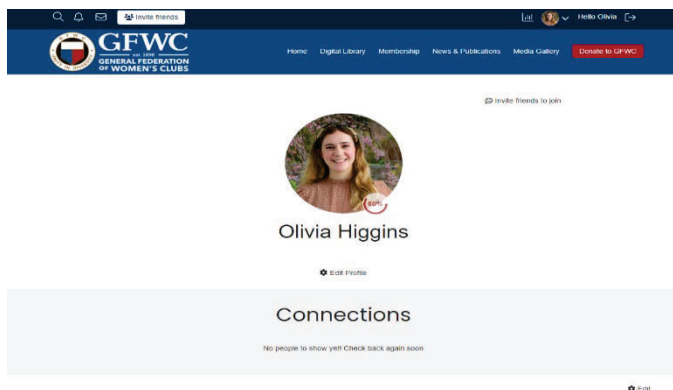 Invite friends
Hello Olivia
GFWC
EST. 1890
GENERAL FEDERATION
OF WOMEN'S CLUBS
Home Digital Library Membership News & Publications Media Gallery Donate to GFWC
Invite friends to join
60%
Olivia Higgins
Edit Profile
Connections
No people to show yet! Check back again soon
Edit